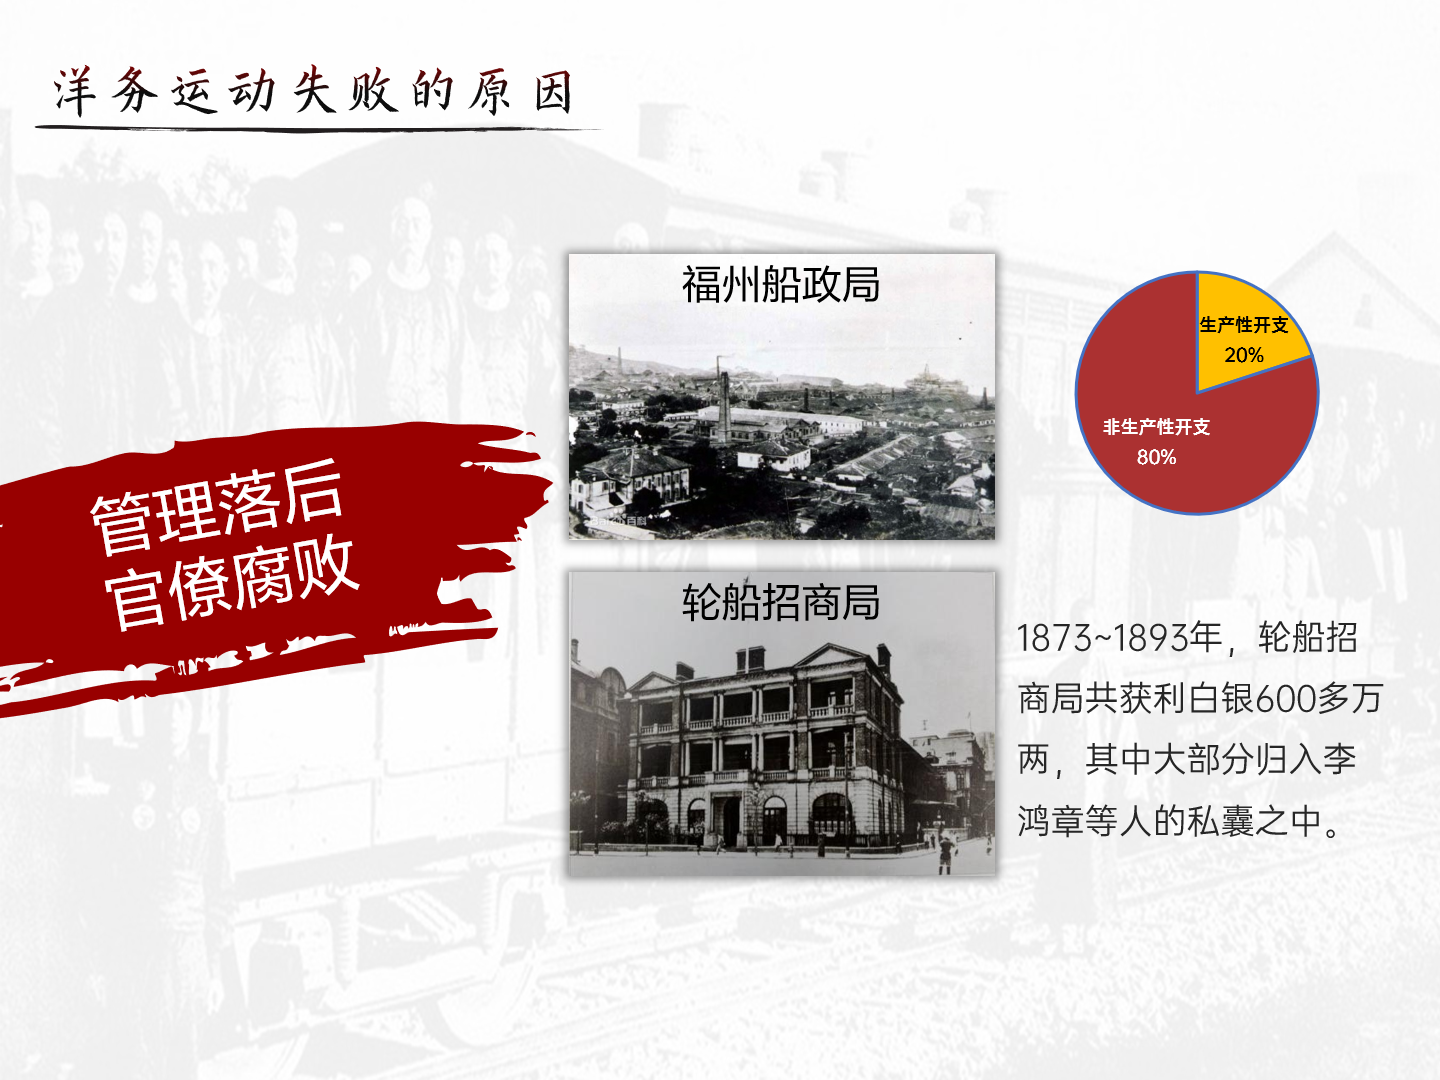 洋务运动失败的原因
管理落后
官僚腐败
福州船政局
生产性开支
20%
非生产性开支
80%
轮船招商局
1873~1893年，轮船招
商局共获利白银600多万
两，其中大部分归入李
鸿章等人的私囊之中。